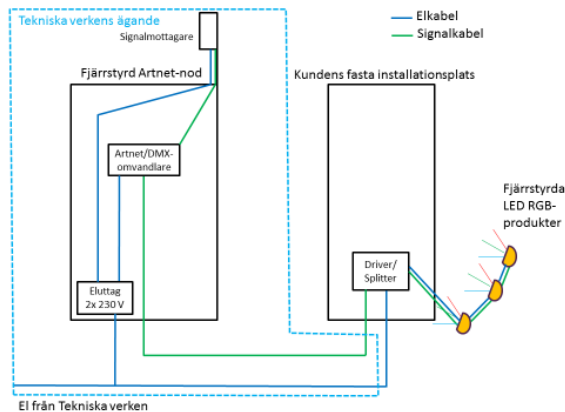 Tekniska verkens ägande
Signalmottagare
Elkabel
Signalkabel
Fjärrstyrd Artnet-nod
Kundens fasta installationsplats
Artnet/DMX-
omvandlare
Fjärrstyrda
LED RGB-
produkter
Driver/
Splitter
Eluttag
2x 230 V
El från Tekniska verken